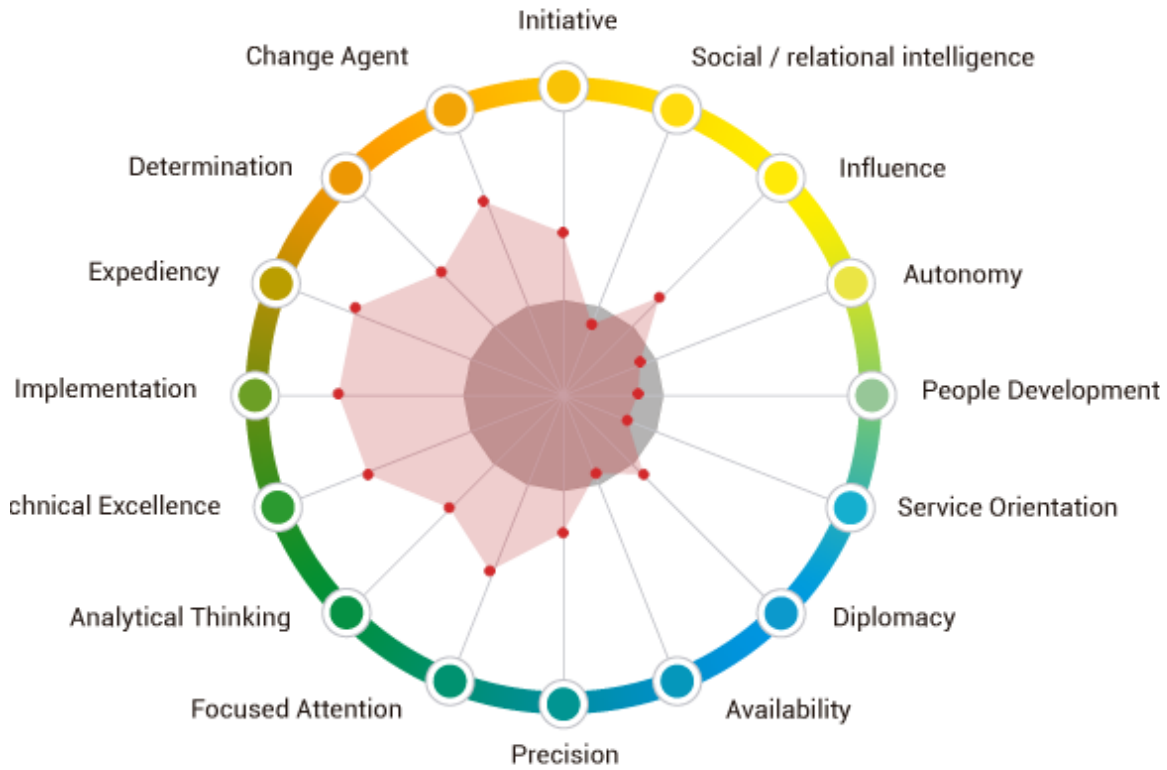 Initiative
Change Agent
Social / relational intelligence
Determination
Influence
Expediency
Autonomy
Implementation
People Development
chnical Excellence
Service Orientation
Analytical Thinking
Diplomacy
Focused Attention
Availability
Precision